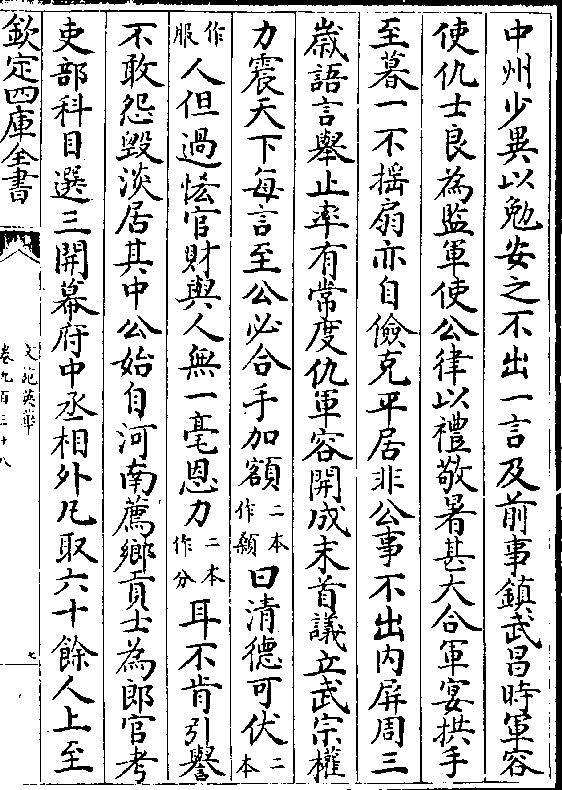 中州少異以勉安之不出一言及前事鎮武昌時軍容
使仇士良為監軍使公律以禮敬暑甚大合軍宴拱手
至暮一不搖扇亦自儉克平居非公事不出内屏周三
歲語言舉止率有常度仇軍容開成末首議立武宗權
力震天下每言至公必合手加額二本作顙曰清德可伏二本
作服人但過恡官財與人無一毫恩力二本作分耳不肯引譽
不敢怨毀淡居其中公始自河南薦鄉貢士為郎官考
吏部科目選三開幕府中丞相外凡取六十餘人上至
欽定四庫全書
文苑英華
卷九百三十八
七